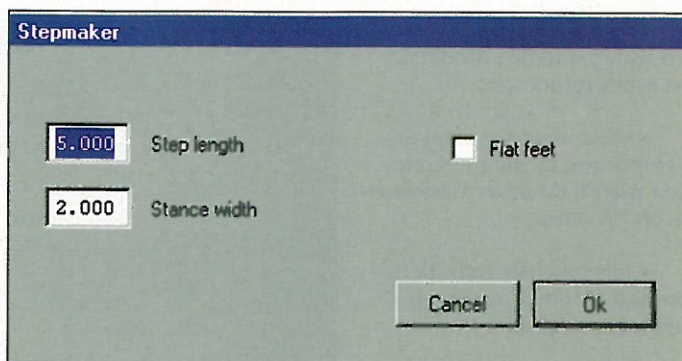 Stepmaker
5.000 Step length
Flat feet
2.000 Stance width
Cancel
Ok